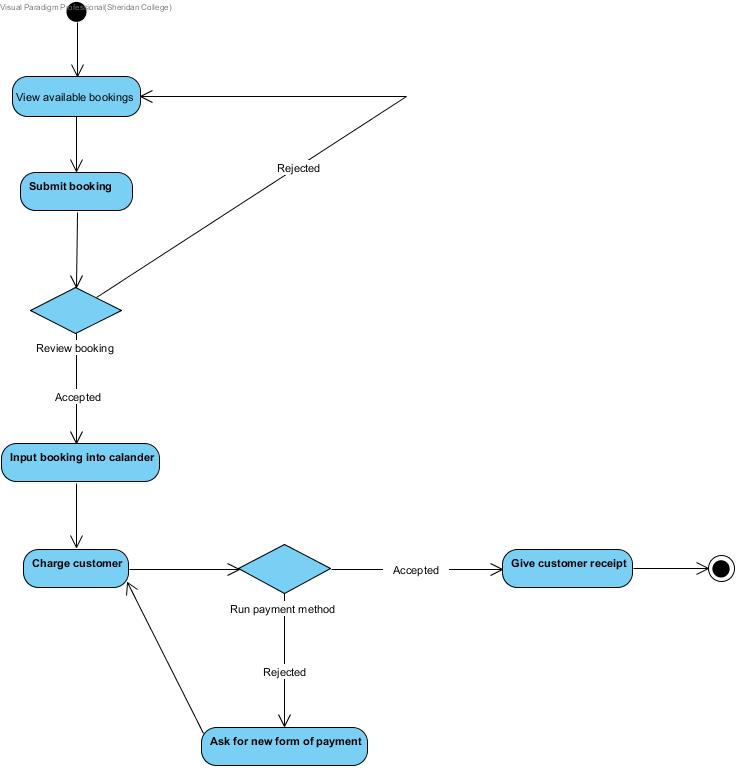 Visual Paradigm Professional(Sheridan College)
View available bookings
Rejected
Submit booking
Review booking
Accepted
Input booking into calander
Charge customer
Accepted
Give customer receipt
Run payment method
Rejected
Ask for new form of payment